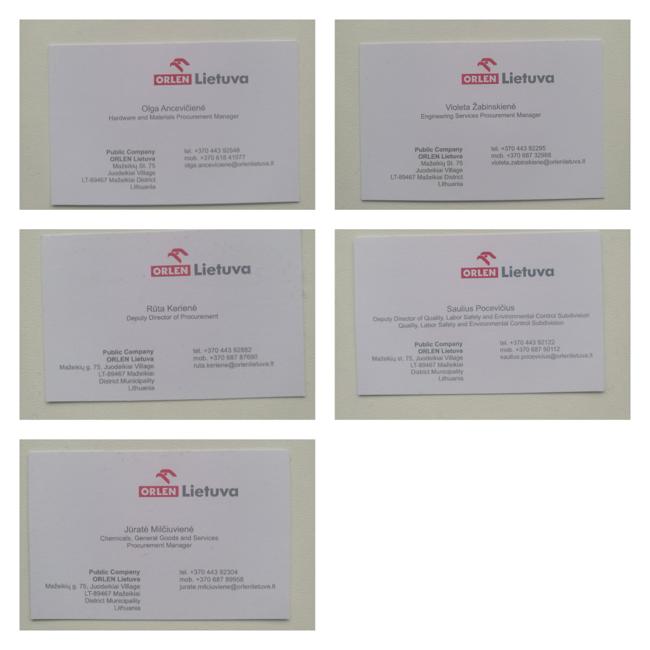 ORLEN Lietuva
Olga Ancevičienė
Hardware and Materials Procurement Manager
Public Company
ORLEN Lietuva
Mažeikių St. 75
Juodeikiai Village
LT-89467 Mažeikiai District
Lithuania
tel. +370 443 92546
mob. +370 618 41077
olga.anceviciene@orlenlietuva.lt
ORLEN Lietuva
Violeta Žabinskienė
Engineering Services Procurement Manager
Public Company
ORLEN Lietuva
Mažeikių St. 75
Juodeikiai Village
LT-89467 Mažeikiai District
Lithuania
tel. +370 443 92295
mob. +370 687 32988
violeta.zabinskiene@orlenlietuva.lt
ORLEN Lietuva
Rūta Kerienė
Deputy Director of Procurement
Public Company
ORLEN Lietuva
Mažeikių g. 75, Juodeikiai Village
LT-89467 Mažeikiai
District Municipality
Lithuania
tel. +370 443 92882
mob. +370 687 87690
ruta.keriene@orlenlietuva.lt
ORLEN Lietuva
Saulius Pocevičius
Deputy Director of Quality, Labor Safety and Environmental Control Subdivision
Quality, Labor Safety and Environmental Control Subdivision
Public Company
ORLEN Lietuva
Mažeikių st. 75, Juodeikiai Village
LT-89467 Mažeikiai
District Municipality
Lithuania
tel. +370 443 92122
mob. +370 687 50112
saulius.pocevicius@orlenlietuva.lt
ORLEN Lietuva
Jūratė Milčiuvienė
Chemicals, General Goods and Services
Procurement Manager
Public Company
ORLEN Lietuva
Mažeikių g. 75, Juodeikiai Village
LT-89467 Mažeikiai
District Municipality
Lithuania
tel. +370 443 92304
mob. +370 687 89958
jurate.milciuviene@orlenlietuva.lt